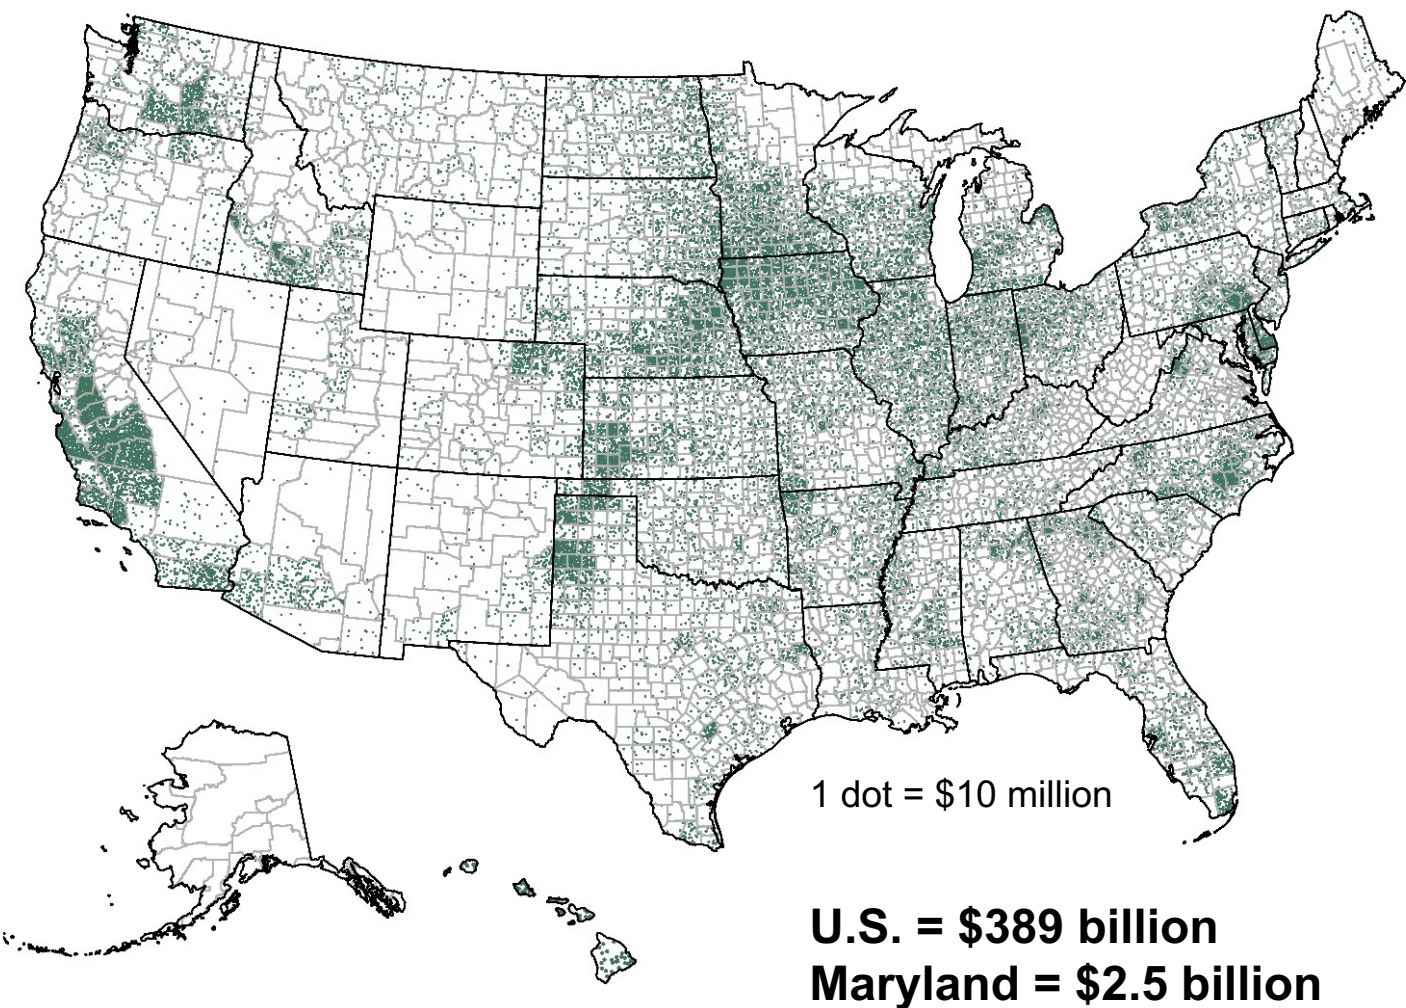 1 dot = $10 million
U.S. = $389 billion
Maryland = $2.5 billion